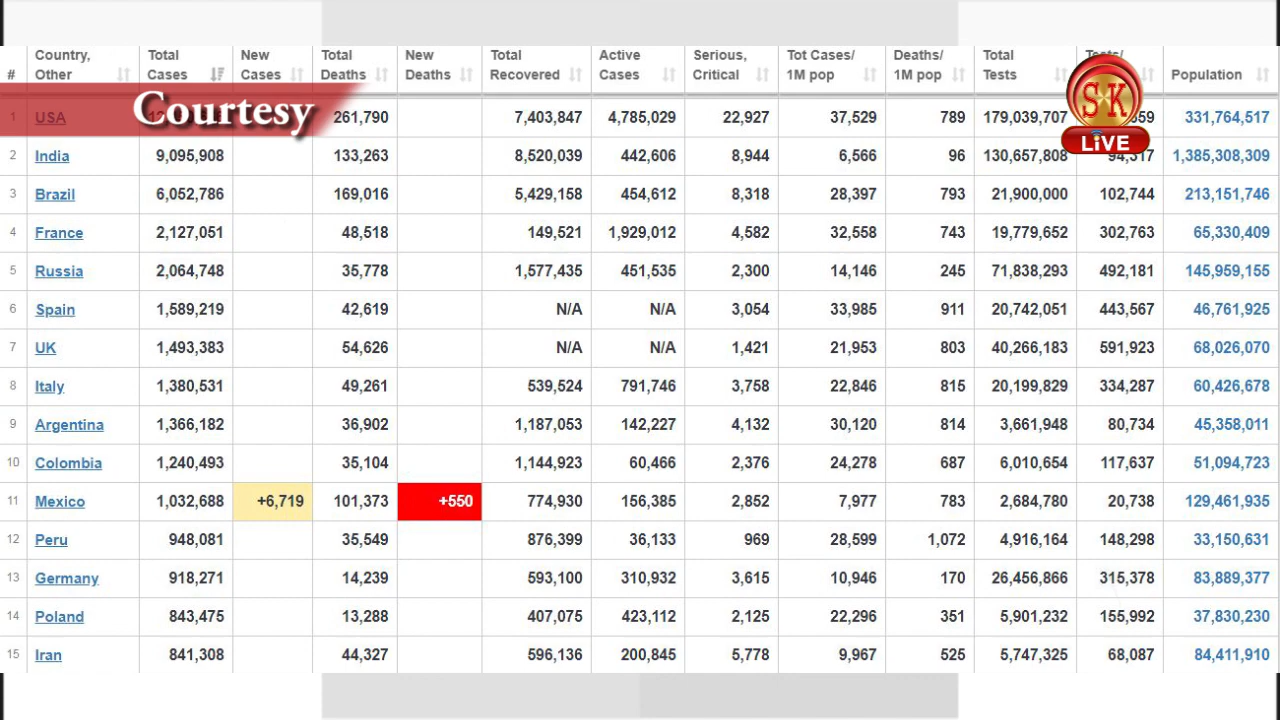 # Country, Other Total Cases New Cases Total Deaths New Deaths Total Recovered Active Cases Serious, Critical Tot Cases/ 1M pop Deaths/ 1M pop Total Tests Tests/ Population
Courtesy
SK
LiVE
1 USA 261,790 7,403,847 4,785,029 22,927 37,529 789 179,039,707 331,764,517
2 India 9,095,908 133,263 8,520,039 442,606 8,944 6,566 96 130,657,808 94,317 1,385,308,309
3 Brazil 6,052,786 169,016 5,429,158 454,612 8,318 28,397 793 21,900,000 102,744 213,151,746
4 France 2,127,051 48,518 149,521 1,929,012 4,582 32,558 743 19,779,652 302,763 65,330,409
5 Russia 2,064,748 35,778 1,577,435 451,535 2,300 14,146 245 71,838,293 492,181 145,959,155
6 Spain 1,589,219 42,619 N/A N/A 3,054 33,985 911 20,742,051 443,567 46,761,925
7 UK 1,493,383 54,626 N/A N/A 1,421 21,953 803 40,266,183 591,923 68,026,070
8 Italy 1,380,531 49,261 539,524 791,746 3,758 22,846 815 20,199,829 334,287 60,426,678
9 Argentina 1,366,182 36,902 1,187,053 142,227 4,132 30,120 814 3,661,948 80,734 45,358,011
10 Colombia 1,240,493 35,104 1,144,923 60,466 2,376 24,278 687 6,010,654 117,637 51,094,723
11 Mexico 1,032,688 +6,719 101,373 +550 774,930 156,385 2,852 7,977 783 2,684,780 20,738 129,461,935
12 Peru 948,081 35,549 876,399 36,133 969 28,599 1,072 4,916,164 148,298 33,150,631
13 Germany 918,271 14,239 593,100 310,932 3,615 10,946 170 26,456,866 315,378 83,889,377
14 Poland 843,475 13,288 407,075 423,112 2,125 22,296 351 5,901,232 155,992 37,830,230
15 Iran 841,308 44,327 596,136 200,845 5,778 9,967 525 5,747,325 68,087 84,411,910